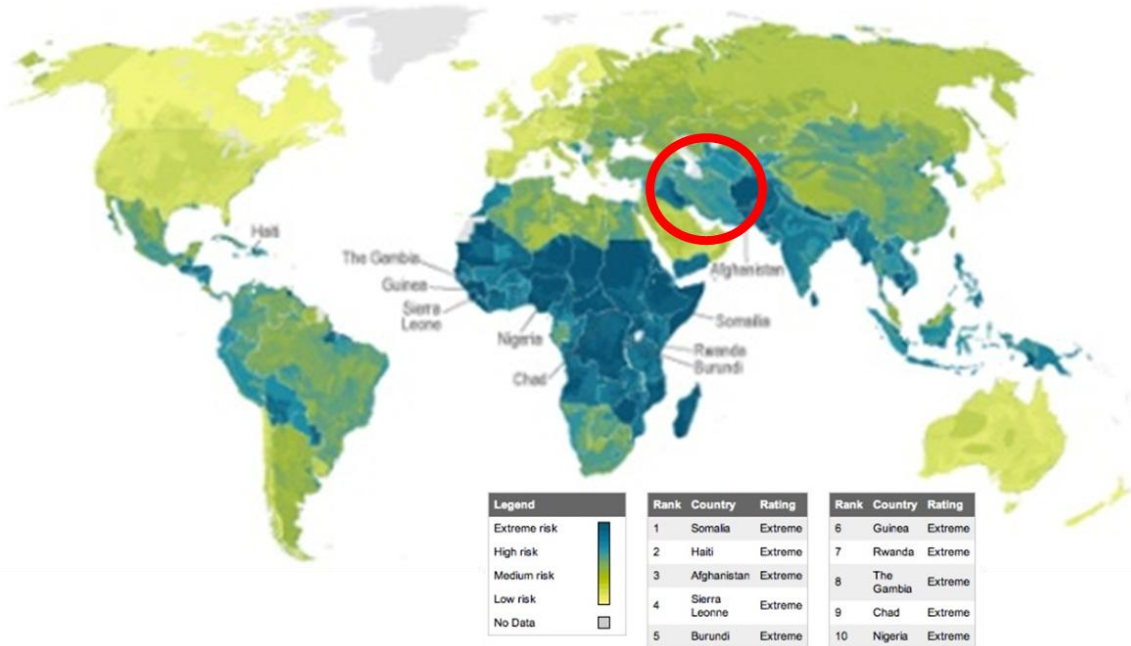 Haiti
The Gambia
Guinea
Sierra
Leone
Nigeria
Chad
Afghanistan
Somailia
Rwanda
Burundi
Legend
Extreme risk
High risk
Medium risk
Low risk
No Data
Rank Country Rating
1 Somalia Extreme
2 Haiti Extreme
3 Afghanistan Extreme
4 Sierra Leonne Extreme
5 Burundi Extreme
Rank Country Rating
6 Guinea Extreme
7 Rwanda Extreme
8 The Gambia Extreme
9 Chad Extreme
10 Nigeria Extreme